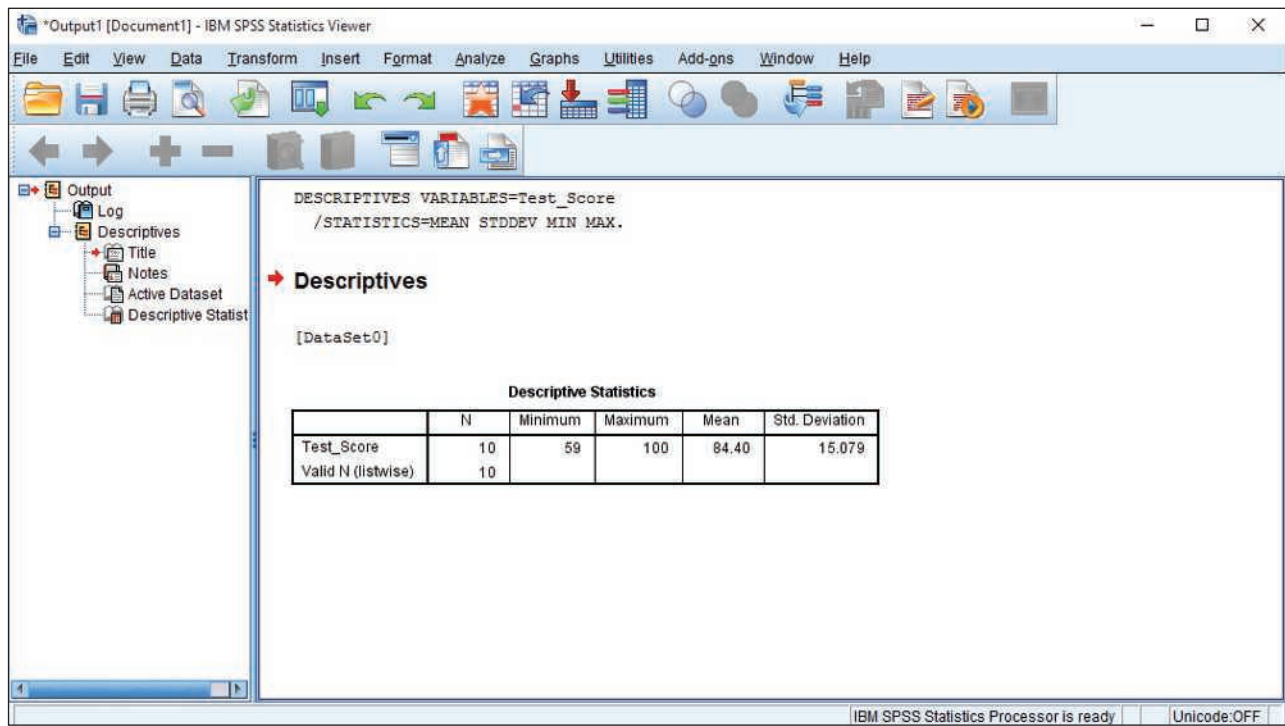 *Output1 [Document1] - IBM SPSS Statistics Viewer
File Edit View Data Transform Insert Format Analyze Graphs Utilities Add-ons Window Help
Output
Log
Descriptives
Title
Notes
Active Dataset
Descriptive Statist
DESCRIPTIVES VARIABLES=Test_Score
/STATISTICS=MEAN STDDEV MIN MAX.
Descriptives
[DataSet0]
Descriptive Statistics
N Minimum Maximum Mean Std. Deviation
Test_Score 10 59 100 84.40 15.079
Valid N (listwise) 10
IBM SPSS Statistics Processor is ready Unicode:OFF